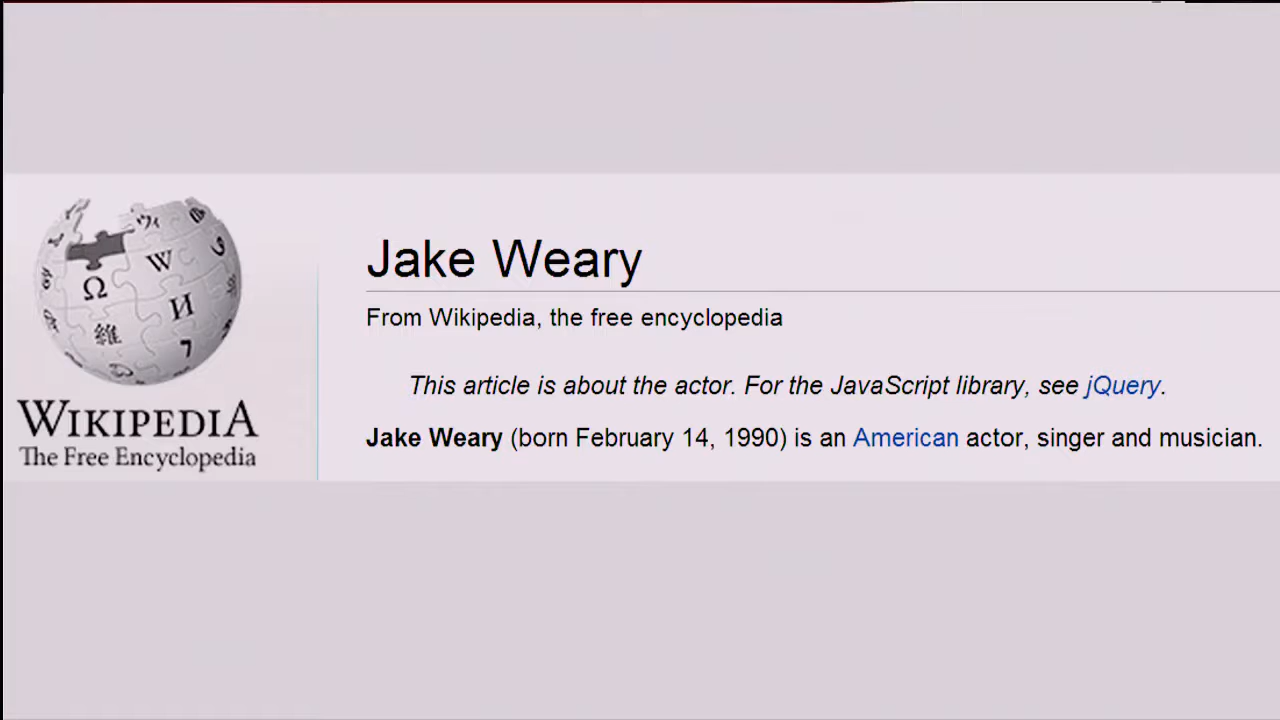 WIKIPEDIA
The Free Encyclopedia
Jake Weary
From Wikipedia, the free encyclopedia
This article is about the actor. For the JavaScript library, see jQuery.
Jake Weary (born February 14, 1990) is an American actor, singer and musician.